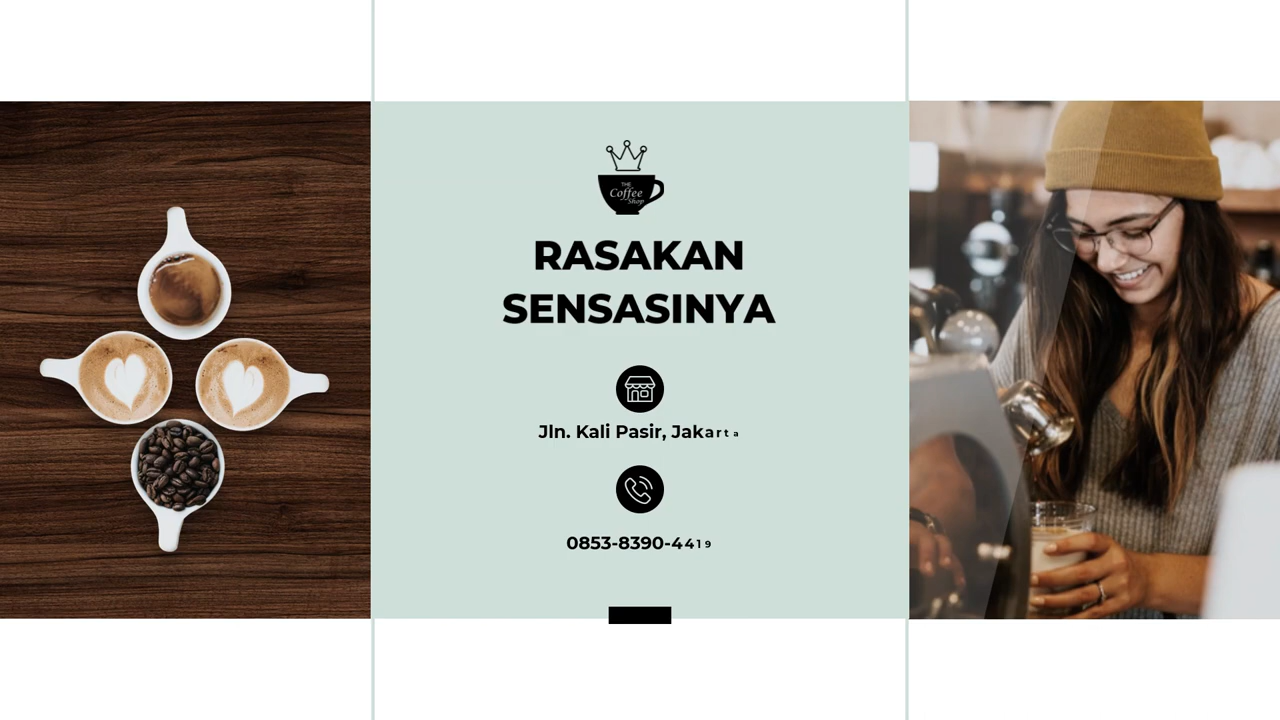 THE
Coffee
Shop
RASAKAN
SENSASINYA
Jln. Kali Pasir, Jakarta
0853-8390-4419